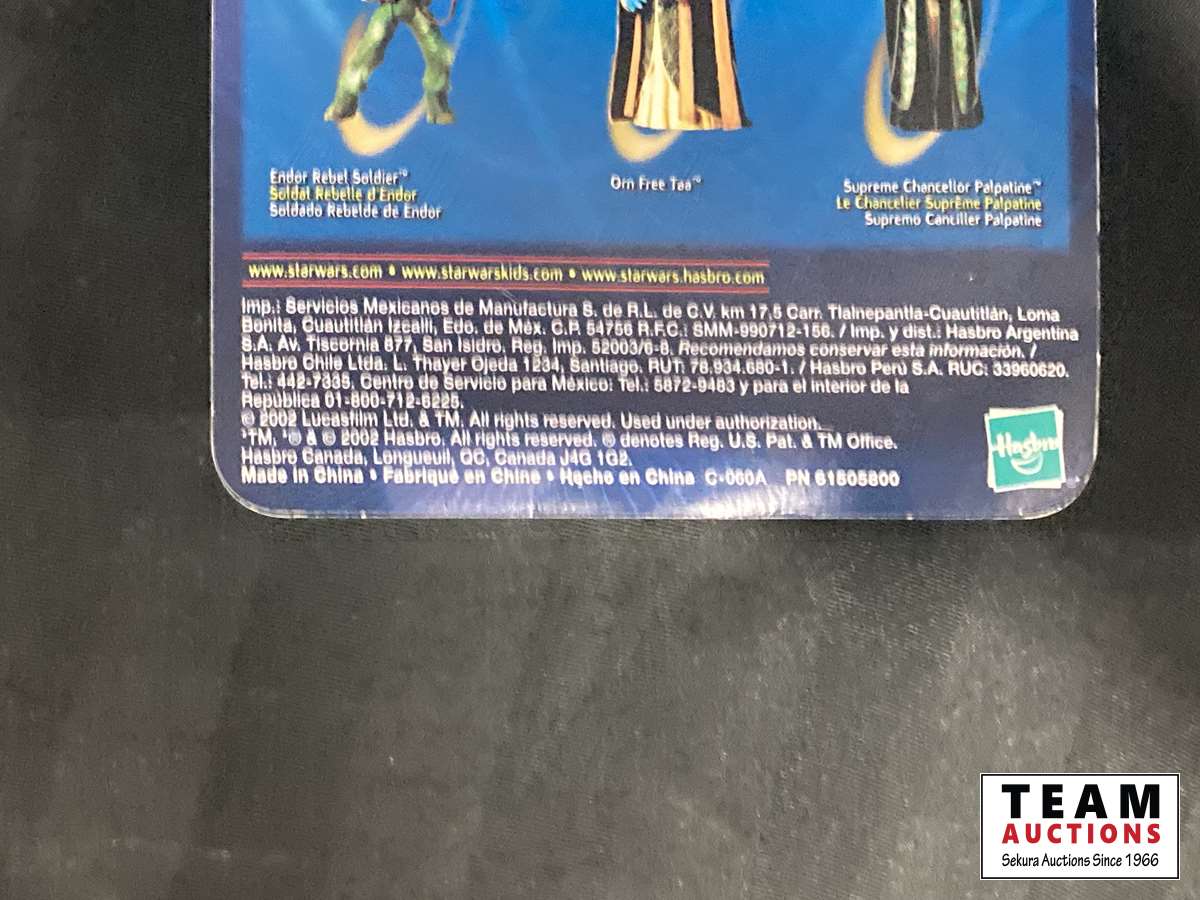 Endor Rebel Soldier™
Soldat Rebelle d'Endor
Soldado Rebelde de Endor
Orn Free Taa™
Supreme Chancellor Palpatine™
Le Chancelier Suprême Palpatine
Supremo Canciller Palpatine
www.starwars.com • www.starwarskids.com • www.starwars.hasbro.com
Imp.: Servicios Mexicanos de Manufactura S. de R.L. de C.V. km 17,5 Carr. Tlalnepantla-Cuautitlán, Loma
Bonita, Cuautitlán Izcalli, Edo. de Méx. C.P. 54756 R.F.C.: SMM-990712-156. / Imp. y dist.: Hasbro Argentina
S.A. Av. Tiscornia 877, San Isidro, Reg. Imp. 52003/6-8. Recomendamos conservar esta información. /
Hasbro Chile Ltda. L. Thayer Ojeda 1234, Santiago. RUT: 78.934.680-1. / Hasbro Perú S.A. RUC: 33960620.
Tel.: 442-7335, Centro de Servicio para México: Tel.: 5872-9483 y para el interior de la
República 01-800-712-6225.
© 2002 Lucasfilm Ltd. & TM. All rights reserved. Used under authorization.
*TM, *® & © 2002 Hasbro. All rights reserved. ® denotes Reg. U.S. Pat. & TM Office.
Hasbro Canada, Longueuil, QC, Canada J4G 1G2.
Made in China • Fabriqué en Chine • Hecho en China C-060A PN 61505800
Hasbro
TEAM
AUCTIONS
Sekura Auctions Since 1966